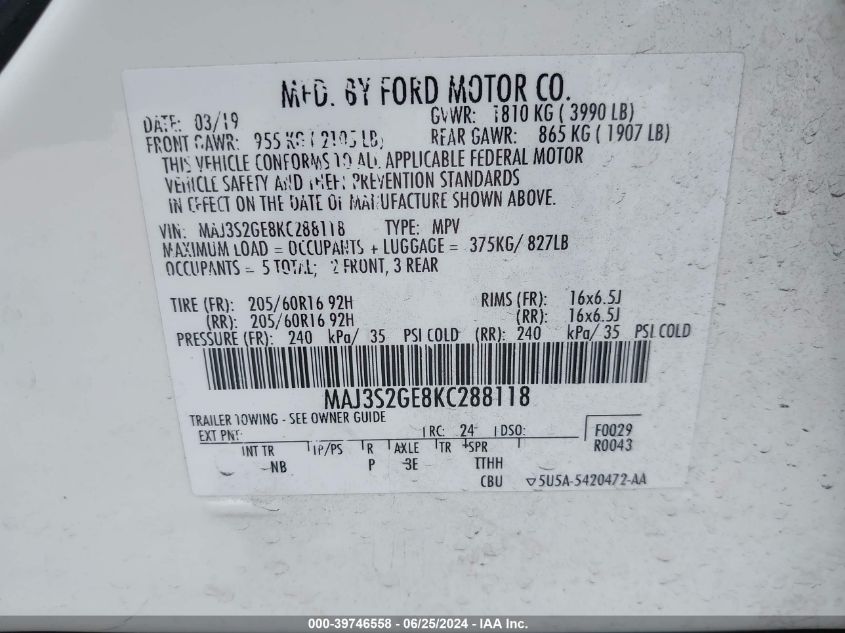 MFD. BY FORD MOTOR CO.
DATE: 03/19 GVWR: 1810 KG ( 3990 LB)
FRONT GAWR: 955 KG ( 2105 LB) REAR GAWR: 865 KG ( 1907 LB)
THIS VEHICLE CONFORMS TO ALL APPLICABLE FEDERAL MOTOR
VEHICLE SAFETY AND THEFT PREVENTION STANDARDS
IN EFFECT ON THE DATE OF MANUFACTURE SHOWN ABOVE.
VIN: MAJ3S2GE8KC288118 TYPE: MPV
MAXIMUM LOAD = OCCUPANTS + LUGGAGE = 375KG/ 827LB
OCCUPANTS = 5 TOTAL; 2 FRONT, 3 REAR
TIRE (FR): 205/60R16 92H RIMS (FR): 16x6.5J
(RR): 205/60R16 92H (RR): 16x6.5J
PRESSURE (FR): 240 kPa/ 35 PSI COLD (RR): 240 kPa/ 35 PSI COLD
MAJ3S2GE8KC288118
TRAILER TOWING - SEE OWNER GUIDE
EXT PNT: RC: 24 DSO: F0029
R0043
INT TR TP/PS R AXLE TR SPR
NB P 3E TTHH
CBU ▽5U5A-5420472-AA
000-39746558 - 06/25/2024 - IAA Inc.